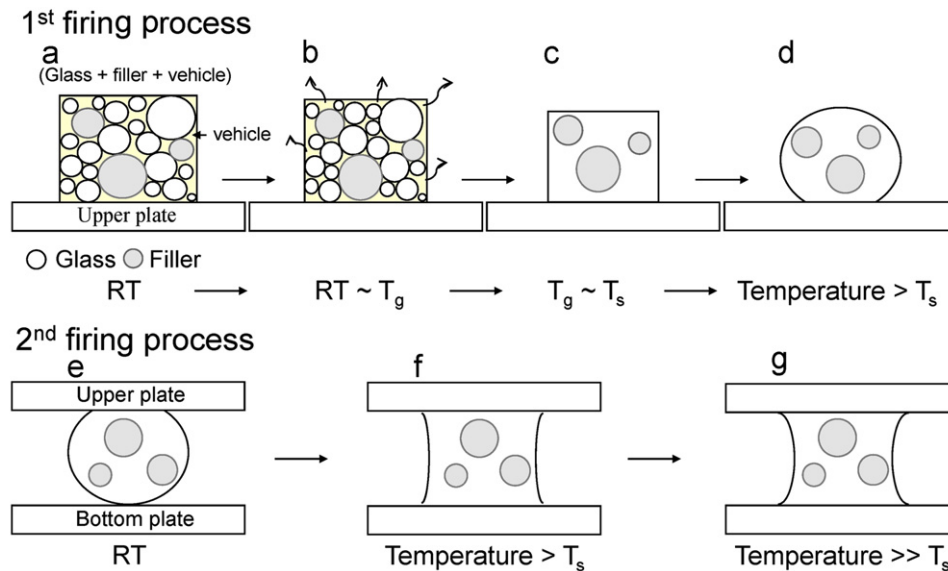 1st firing process
a b c d
(Glass + filler + vehicle)
vehicle
Upper plate
Glass Filler
RT RT ~ Tg Tg ~ Ts Temperature > Ts
2nd firing process
e f g
Upper plate
Bottom plate
RT Temperature > Ts Temperature >> Ts